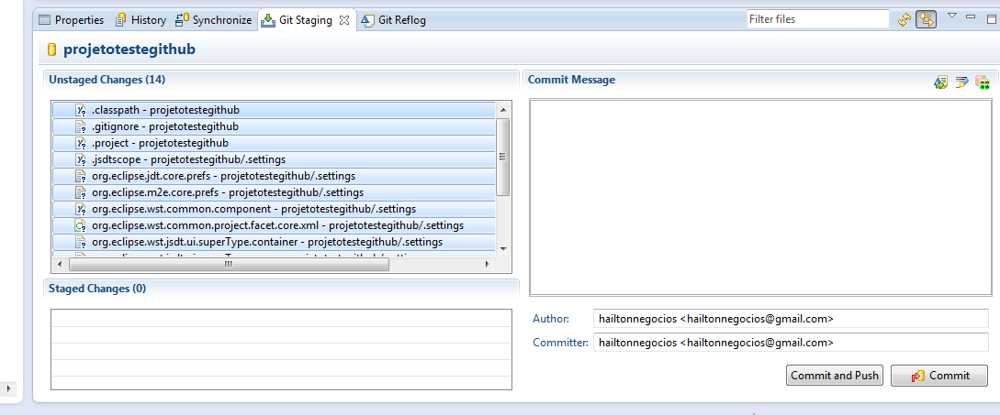 Properties History Synchronize Git Staging Git Reflog Filter files
projetotestegithub
Unstaged Changes (14)
.classpath - projetotestegithub
.gitignore - projetotestegithub
.project - projetotestegithub
.jsdtscope - projetotestegithub/.settings
org.eclipse.jdt.core.prefs - projetotestegithub/.settings
org.eclipse.m2e.core.prefs - projetotestegithub/.settings
org.eclipse.wst.common.component - projetotestegithub/.settings
org.eclipse.wst.common.project.facet.core.xml - projetotestegithub/.settings
org.eclipse.wst.jsdt.ui.superType.container - projetotestegithub/.settings
Staged Changes (0)
Commit Message
Author: hailtonnegocios <hailtonnegocios@gmail.com>
Committer: hailtonnegocios <hailtonnegocios@gmail.com>
Commit and Push Commit